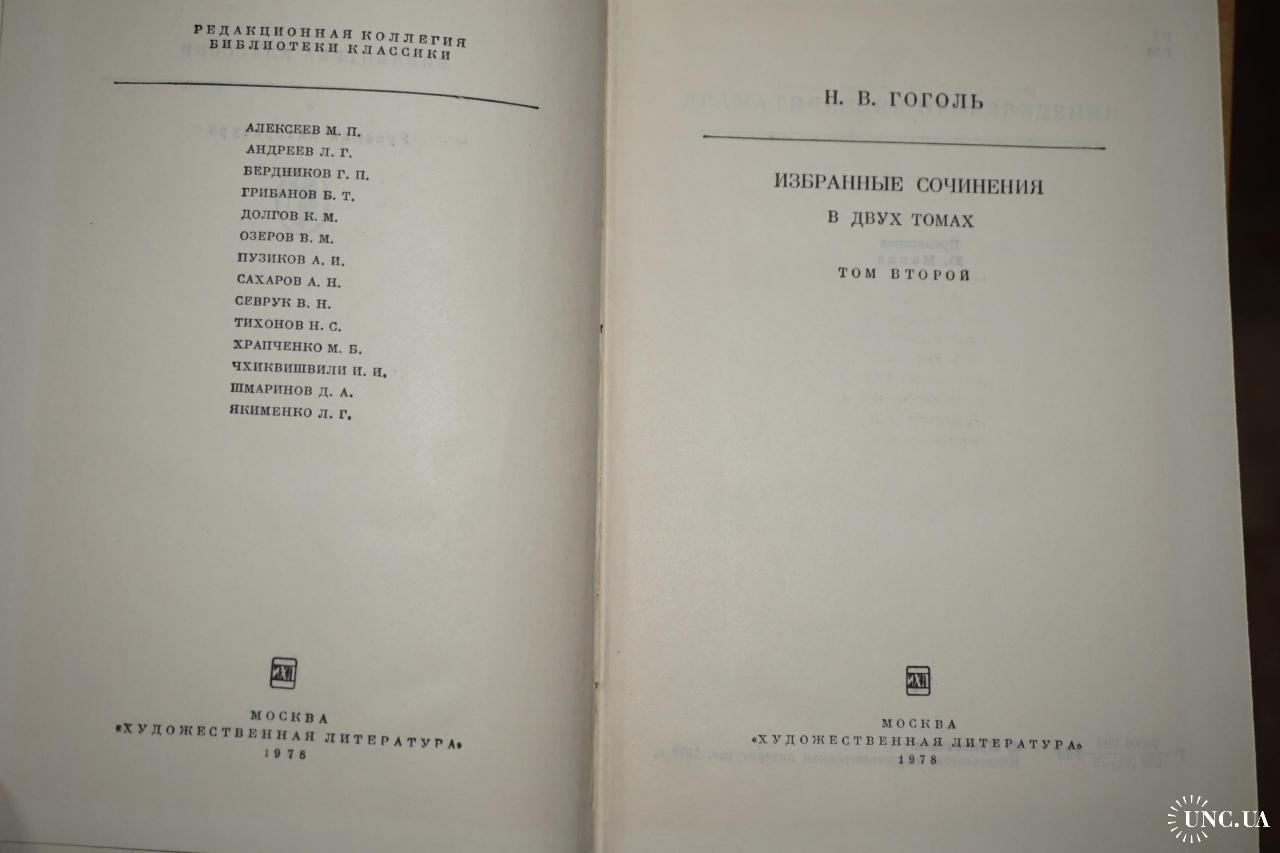 РЕДАКЦИОННАЯ КОЛЛЕГИЯ
БИБЛИОТЕКИ КЛАССИКИ
АЛЕКСЕЕВ М. П.
АНДРЕЕВ Л. Г.
БЕРДНИКОВ Г. П.
ГРИБАНОВ Б. Т.
ДОЛГОВ К. М.
ОЗЕРОВ В. М.
ПУЗИКОВ А. И.
САХАРОВ А. Н.
СЕВРУК В. Н.
ТИХОНОВ Н. С.
ХРАПЧЕНКО М. Б.
ЧХИКВИШВИЛИ И. И.
ШМАРИНОВ Д. А.
ЯКИМЕНКО Л. Г.
МОСКВА
«ХУДОЖЕСТВЕННАЯ ЛИТЕРАТУРА»
1978
Н. В. ГОГОЛЬ
ИЗБРАННЫЕ СОЧИНЕНИЯ
В ДВУХ ТОМАХ
ТОМ ВТОРОЙ
МОСКВА
«ХУДОЖЕСТВЕННАЯ ЛИТЕРАТУРА»
1978
UNC.UA